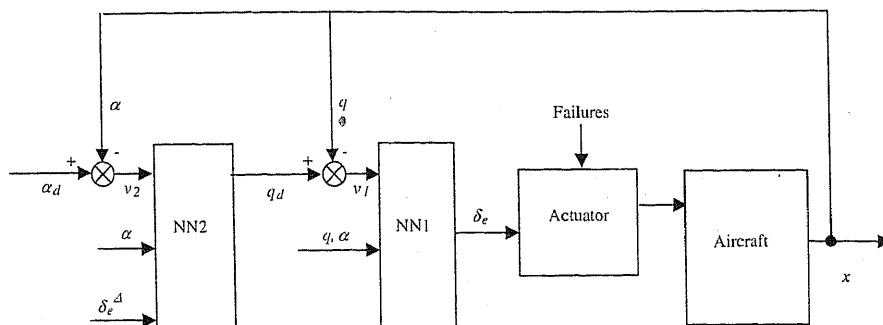 α
q
Failures
+
-
+
-
α_d
v_2
q_d
v_1
NN2
NN1
δ_e
Actuator
Aircraft
α
q, α
x
δ_e^Δ